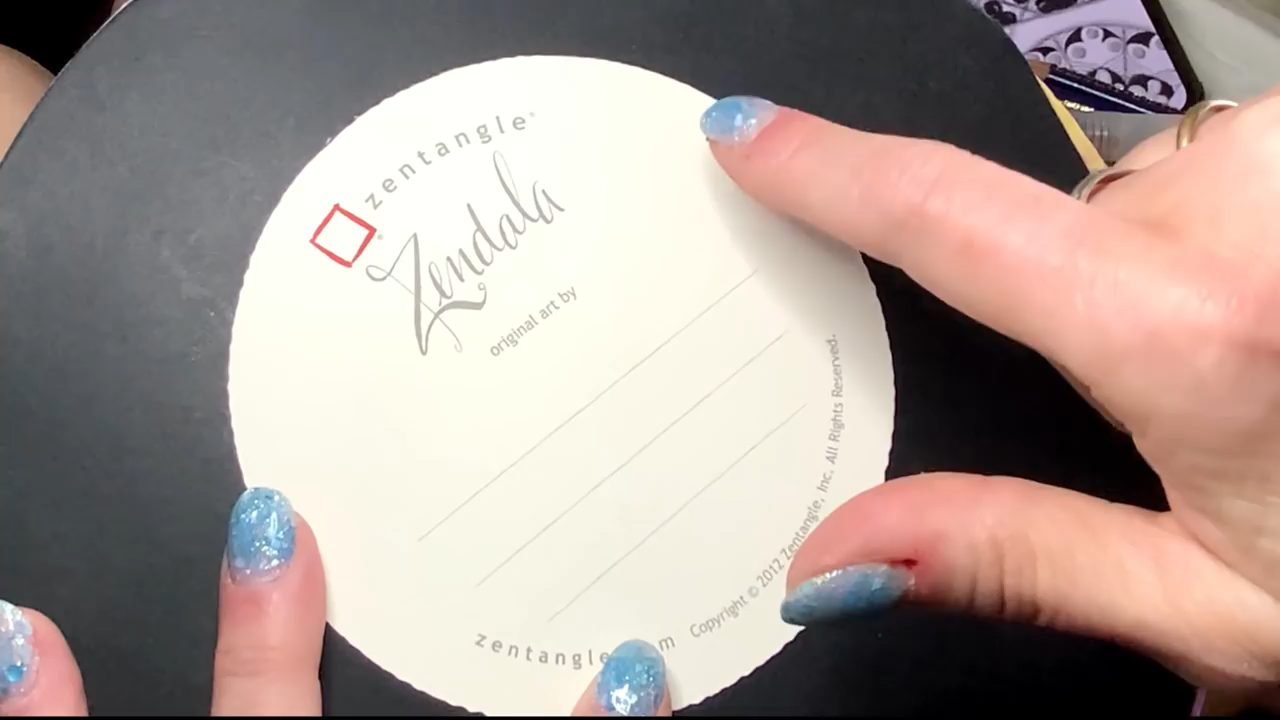 zentangle®
Zendala
original art by
zentangle
m
Copyright © 2012 Zentangle, Inc. All Rights Reserved.